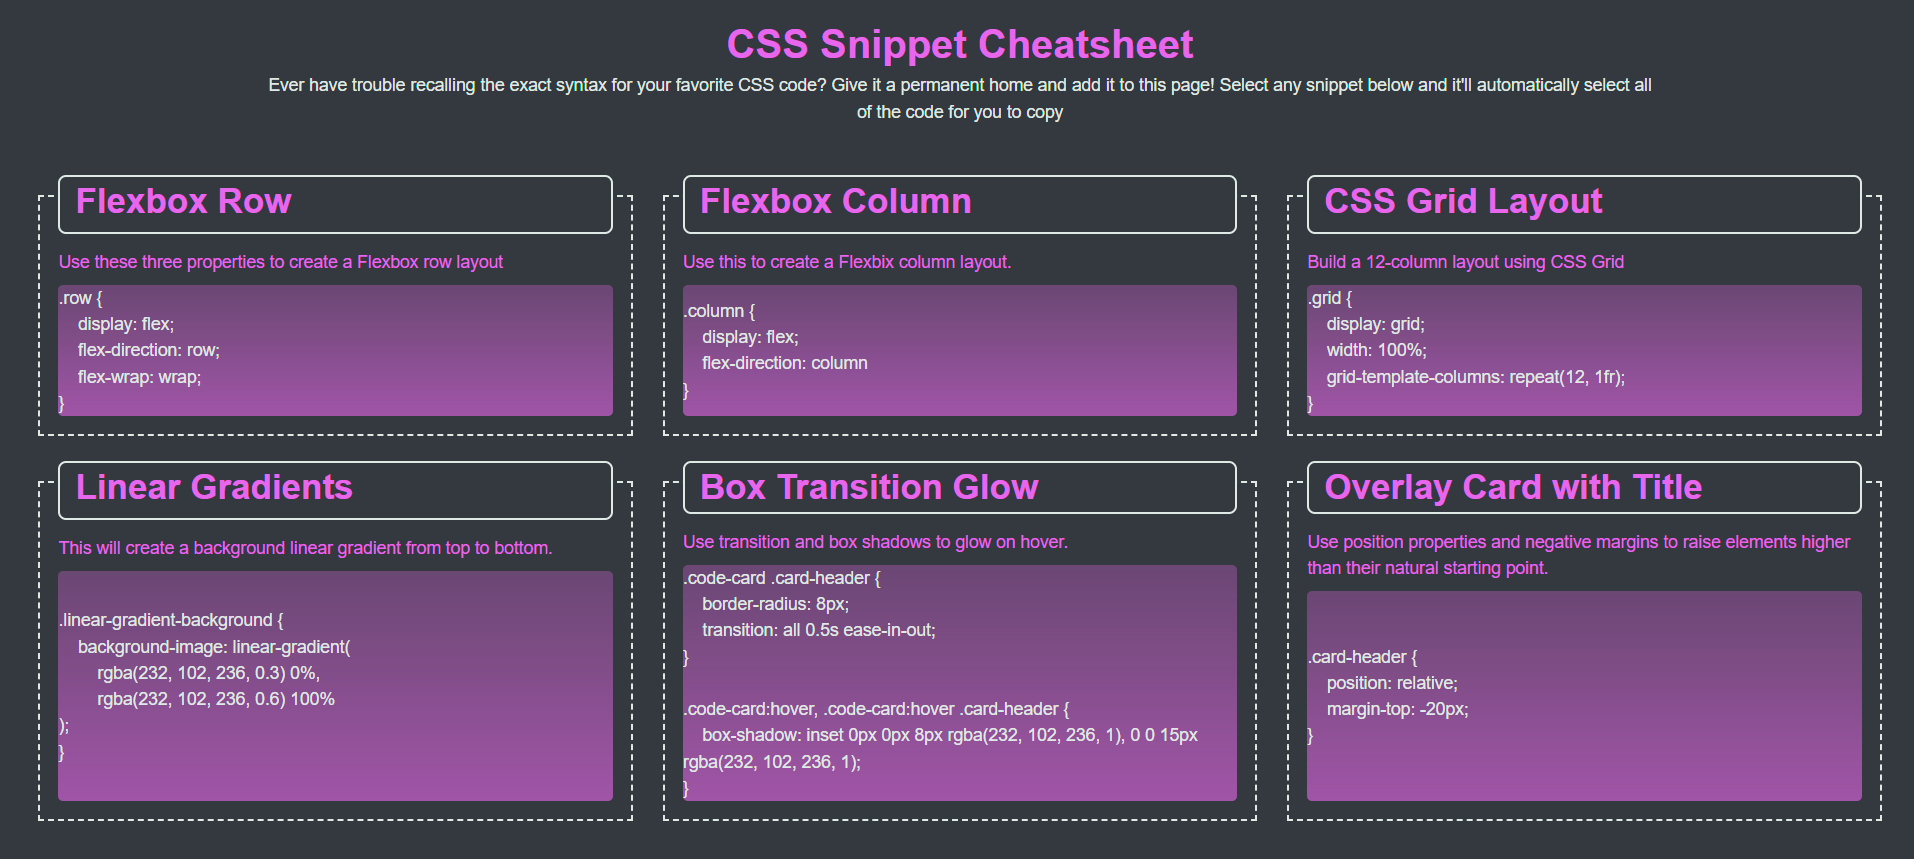 CSS Snippet Cheatsheet
Ever have trouble recalling the exact syntax for your favorite CSS code? Give it a permanent home and add it to this page! Select any snippet below and it'll automatically select all
of the code for you to copy
Flexbox Row
Use these three properties to create a Flexbox row layout
.row {
    display: flex;
    flex-direction: row;
    flex-wrap: wrap;
}
Flexbox Column
Use this to create a Flexbix column layout.
.column {
    display: flex;
    flex-direction: column
}
CSS Grid Layout
Build a 12-column layout using CSS Grid
.grid {
    display: grid;
    width: 100%;
    grid-template-columns: repeat(12, 1fr);
}
Linear Gradients
This will create a background linear gradient from top to bottom.
.linear-gradient-background {
    background-image: linear-gradient(
        rgba(232, 102, 236, 0.3) 0%,
        rgba(232, 102, 236, 0.6) 100%
);
}
Box Transition Glow
Use transition and box shadows to glow on hover.
.code-card .card-header {
    border-radius: 8px;
    transition: all 0.5s ease-in-out;
}
.code-card:hover, .code-card:hover .card-header {
    box-shadow: inset 0px 0px 8px rgba(232, 102, 236, 1), 0 0 15px
rgba(232, 102, 236, 1);
}
Overlay Card with Title
Use position properties and negative margins to raise elements higher
than their natural starting point.
.card-header {
    position: relative;
    margin-top: -20px;
}